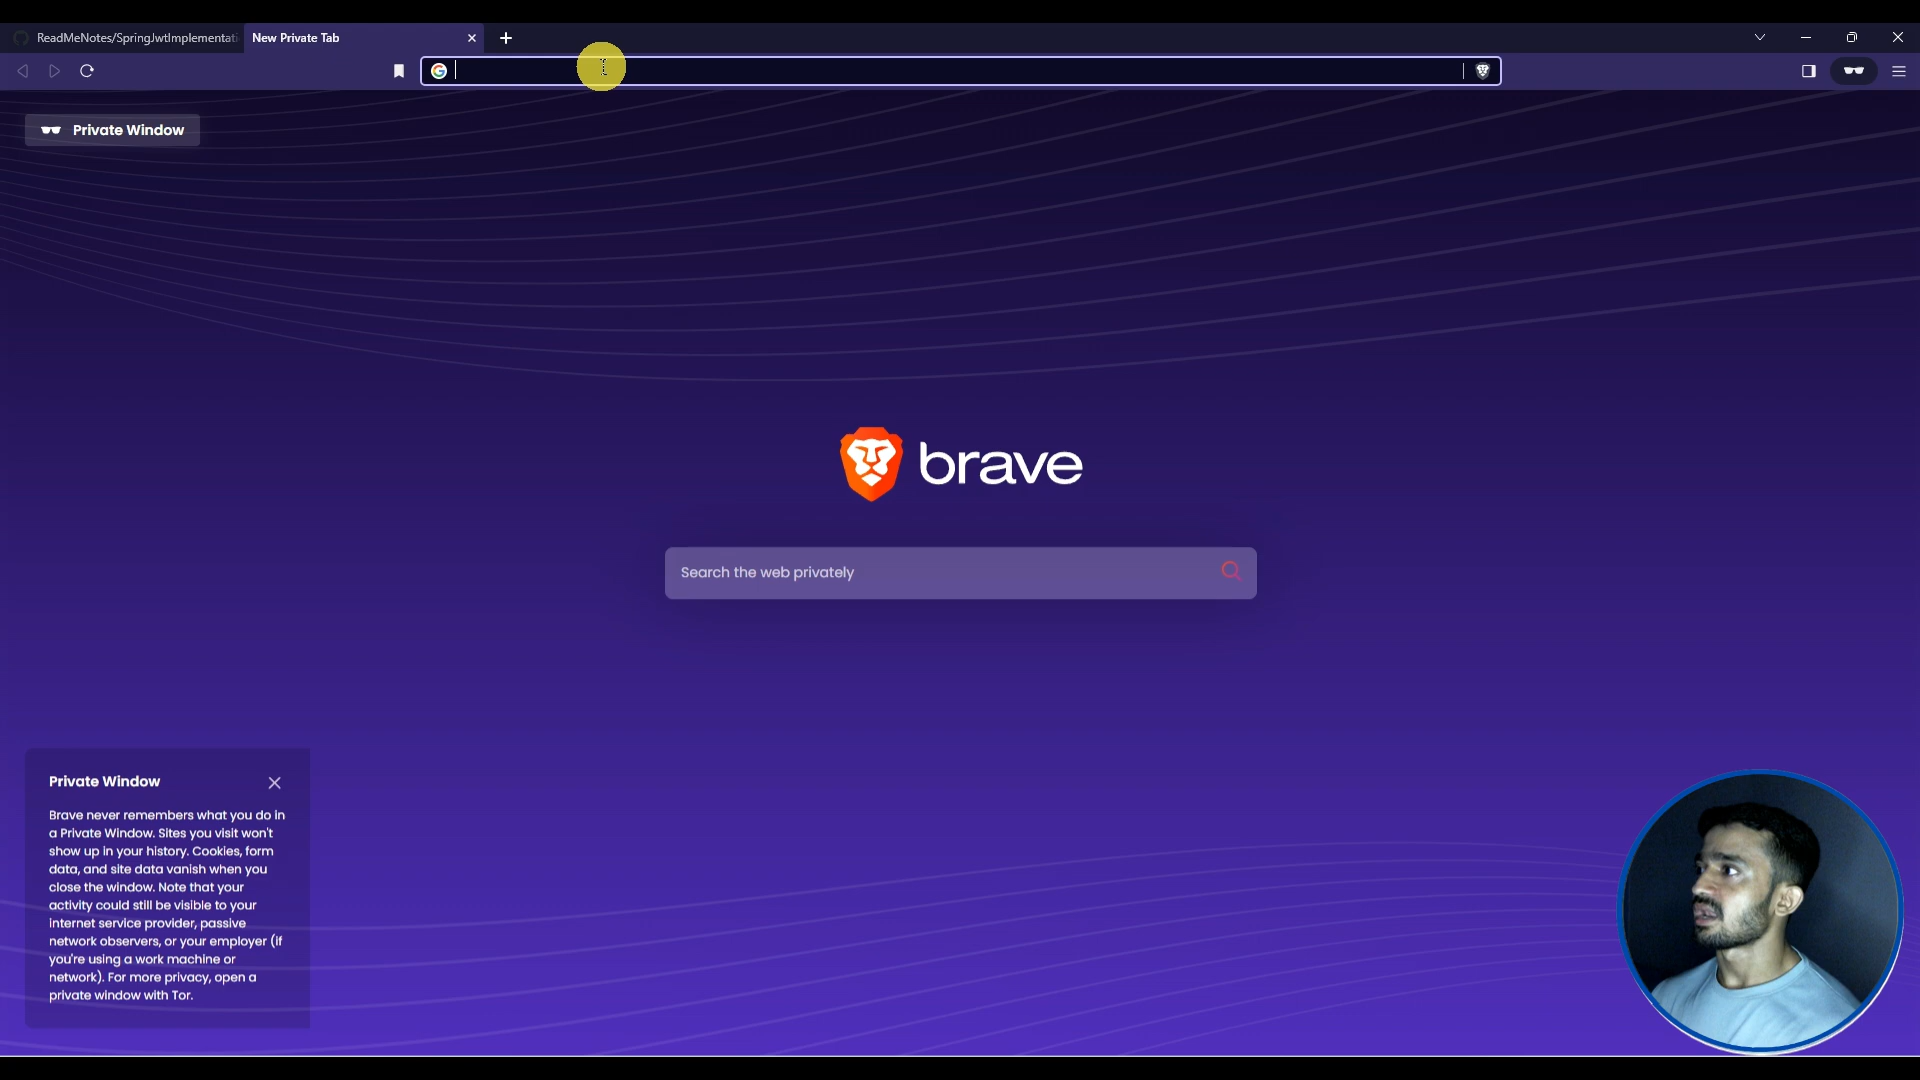 ReadMeNotes/SpringJwtImplementati
New Private Tab
Private Window
brave
Search the web privately
Private Window
Brave never remembers what you do in
a Private Window. Sites you visit won't
show up in your history. Cookies, form
data, and site data vanish when you
close the window. Note that your
activity could still be visible to your
internet service provider, passive
network observers, or your employer (if
you're using a work machine or
network). For more privacy, open a
private window with Tor.